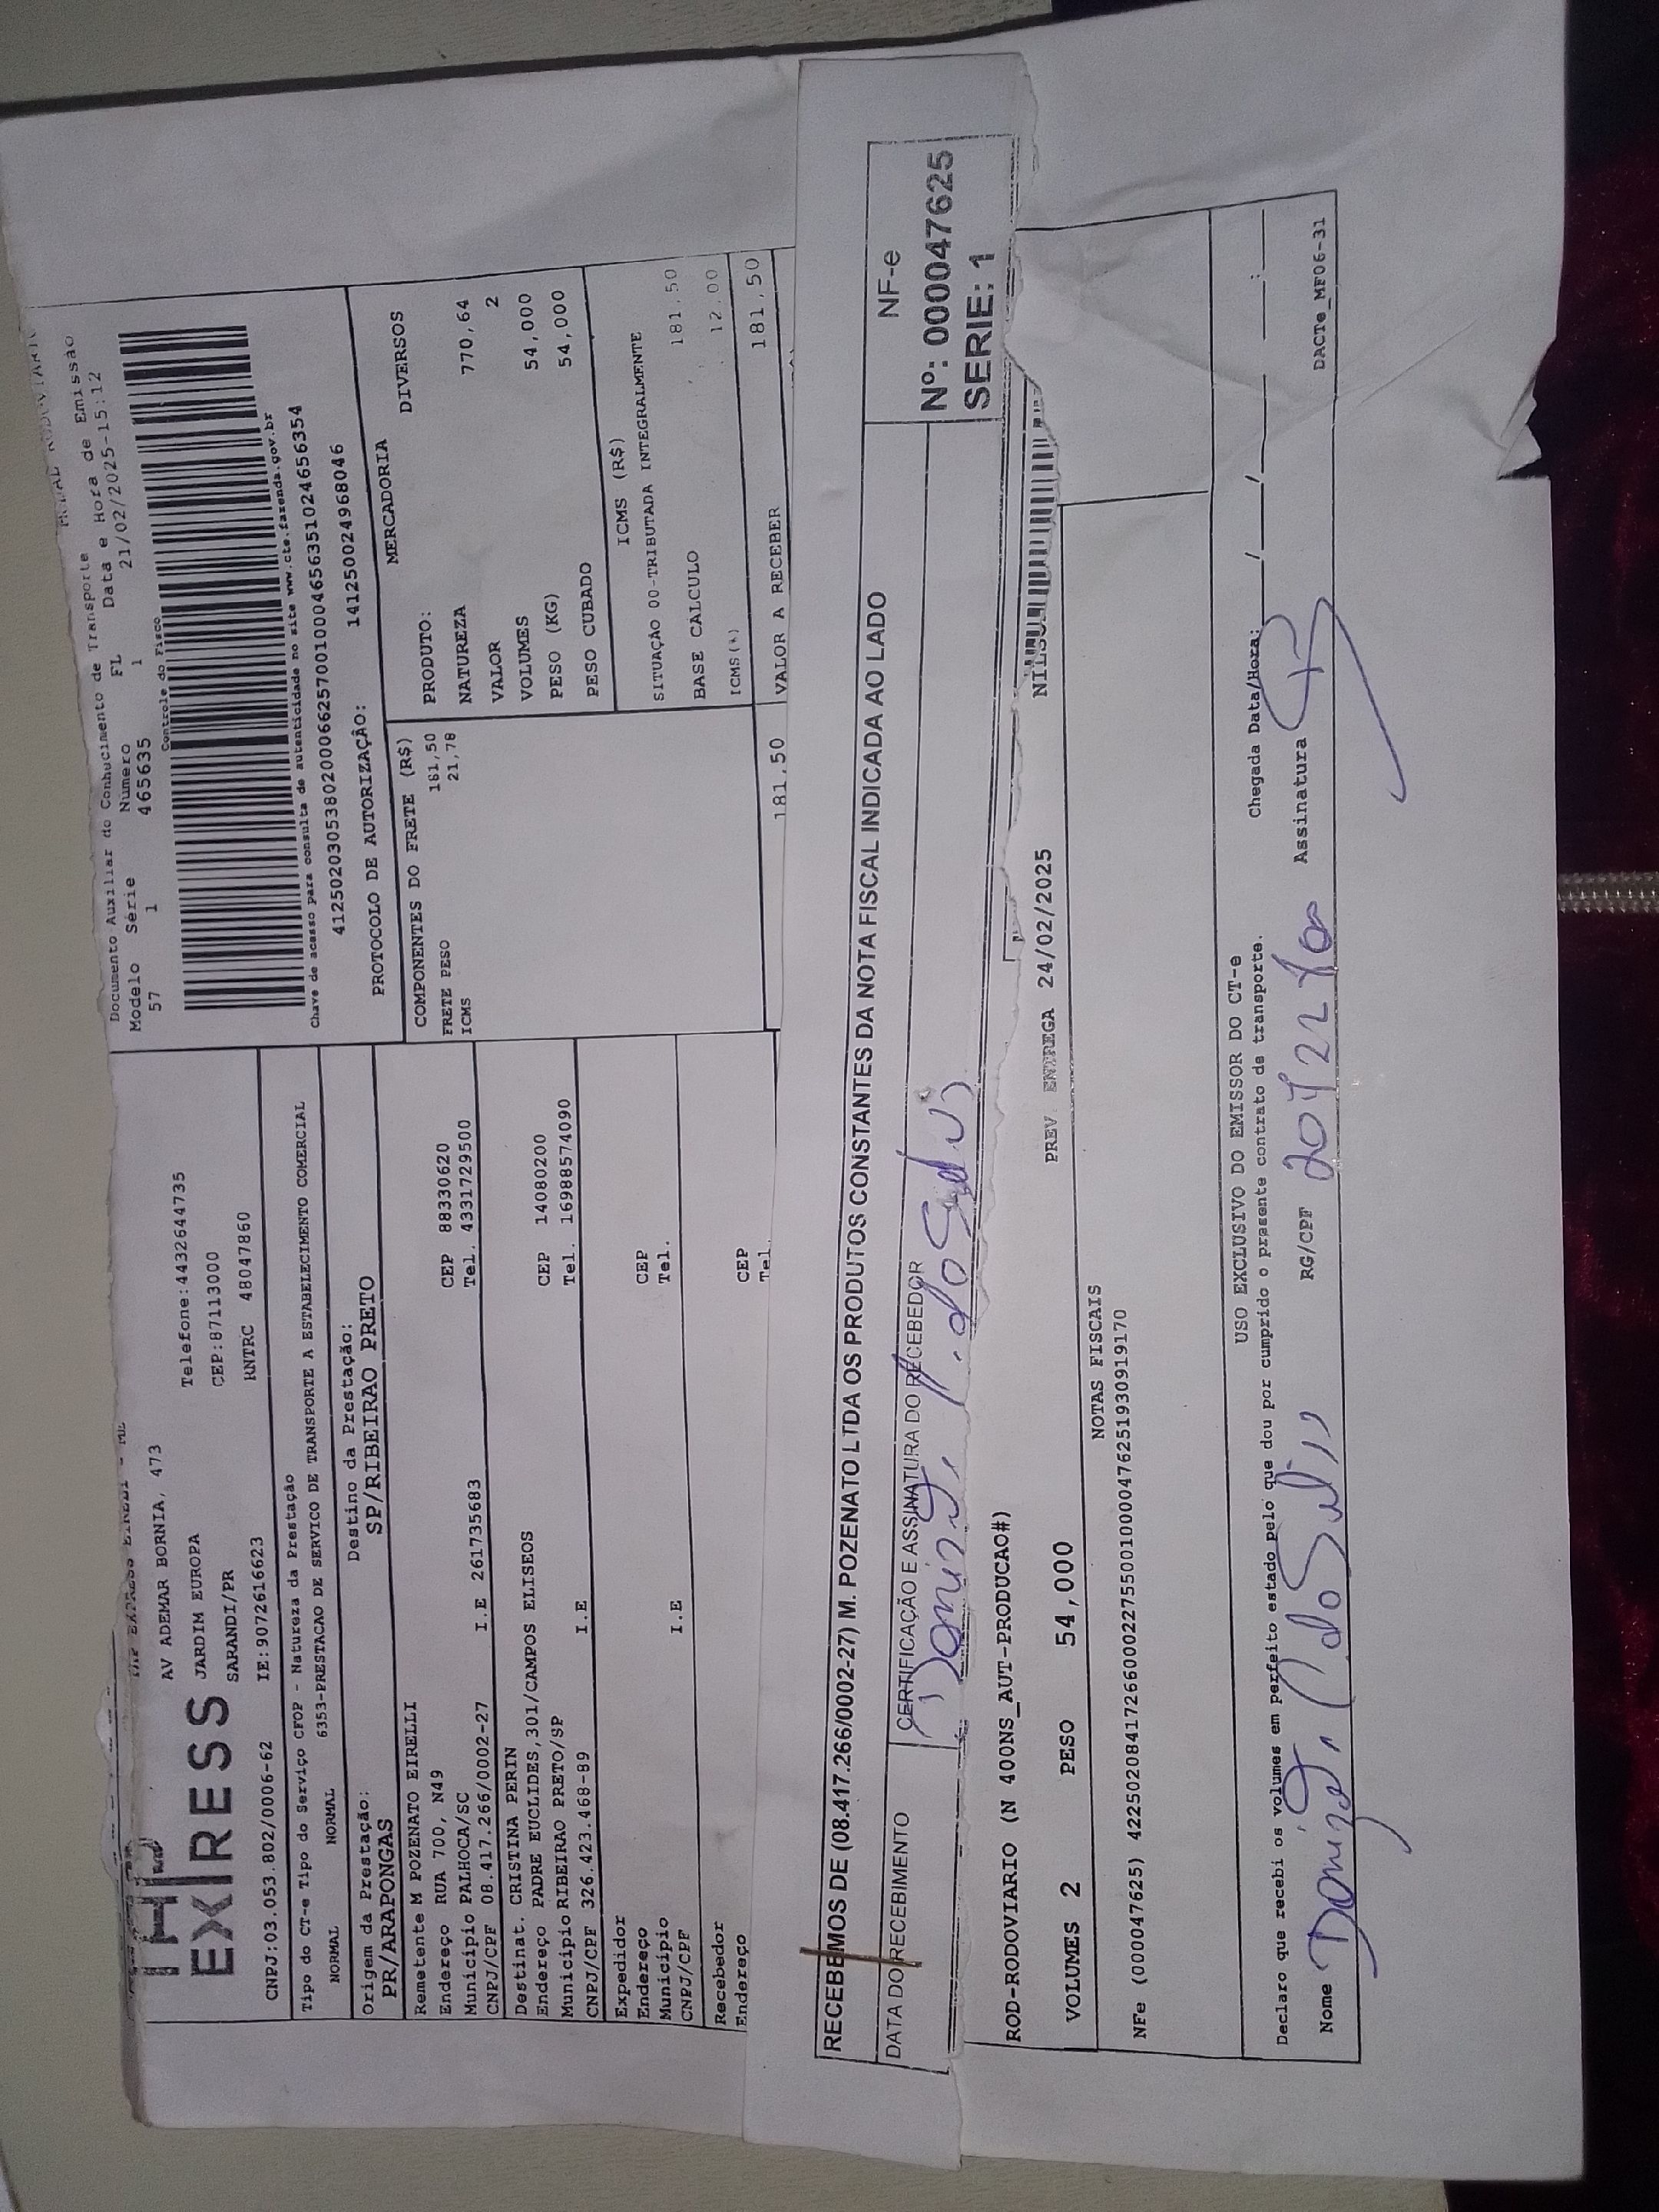 EXPRESS
AV ADEMAR BORNIA, 473
Telefone:4432644735
JARDIM EUROPA
CEP:87113000
SARANDI/PR
CNPJ:03.053.802/0006-62 IE:9072616623 RNTRC 48047860
Documento Auxiliar do Conhecimento de Transporte
Modelo Série Número FL Data e Hora de Emissão
57 1 465635 1 21/02/2025-15:12
Controle do Fisco
Chave de acesso para consulta de autenticidade no site www.cte.fazenda.gov.br
41250203053802000662570010004656351024656354
PROTOCOLO DE AUTORIZAÇÃO: 141250024968046
Tipo do CT-e Tipo do Serviço CFOP - Natureza da Prestação
NORMAL NORMAL 6353-PRESTACAO DE SERVICO DE TRANSPORTE A ESTABELECIMENTO COMERCIAL
Origem da Prestação: Destino da Prestação:
PR/ARAPONGAS SP/RIBEIRAO PRETO
Remetente M POZENATO EIRELLI
Endereço RUA 700, N49 CEP 88330620
Município PALHOCA/SC Tel. 4331729500
CNPJ/CPF 08.417.266/0002-27 I.E 261735683
Destinat. CRISTINA PERIN
Endereço PADRE EUCLIDES,301/CAMPOS ELISEOS CEP 14080200
Município RIBEIRAO PRETO/SP Tel. 16988574090
CNPJ/CPF 326.423.468-89 I.E
Expedidor
Endereço CEP
Município Tel.
CNPJ/CPF I.E
Recebedor
Endereço CEP
Tel.
COMPONENTES DO FRETE (R$)
FRETE PESO 181,50
ICMS 21,78
181,50
MERCADORIA
PRODUTO: DIVERSOS
NATUREZA
VALOR 770,64
VOLUMES 2
PESO (KG) 54,000
PESO CUBADO 54,000
ICMS (R$)
SITUAÇÃO 00-TRIBUTADA INTEGRALMENTE
BASE CALCULO 181,50
ICMS(%) 12,00
VALOR A RECEBER 181,50
RECEBEMOS DE (08.417.266/0002-27) M. POZENATO LTDA OS PRODUTOS CONSTANTES DA NOTA FISCAL INDICADA AO LADO
DATA DO RECEBIMENTO CERTIFICAÇÃO E ASSINATURA DO RECEBEDOR
NF-e
Nº: 000047625
SERIE: 1
ROD-RODOVIARIO (N 400NS_AUT-PRODUCAO#)
VOLUMES 2 PESO 54,000 PREV. ENTREGA 24/02/2025
NOTAS FISCAIS
NFe (000047625) 42250208417266000227550010000476251930919170
USO EXCLUSIVO DO EMISSOR DO CT-e
Declaro que recebi os volumes em perfeito estado pelo que dou por cumprido o presente contrato de transporte. Chegada Data/Hora: __/__/____ __:__
Nome RG/CPF Assinatura
DACTe_MF06-31